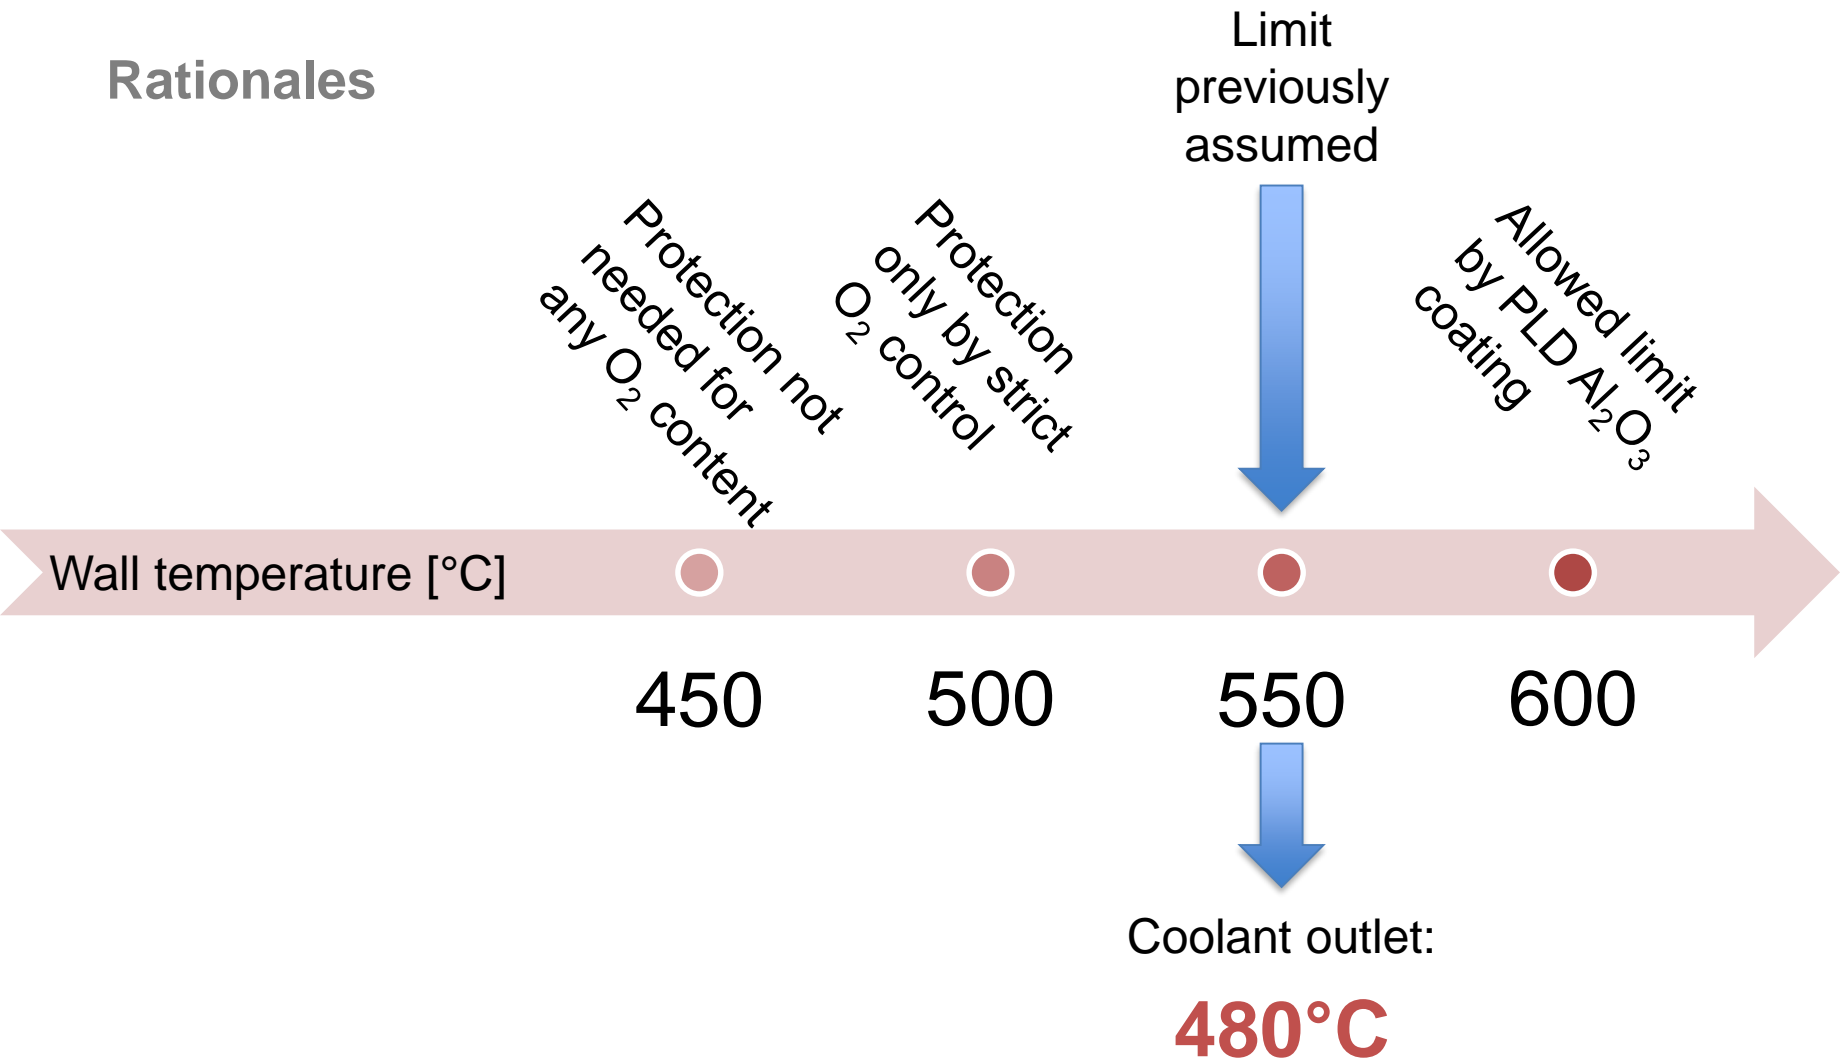 Rationales
Limit
previously
assumed
Protection not
needed for
any O₂ content
Protection
only by strict
O₂ control
Allowed limit
by PLD Al₂O₃
coating
Wall temperature [°C]
450
500
550
600
Coolant outlet:
480°C